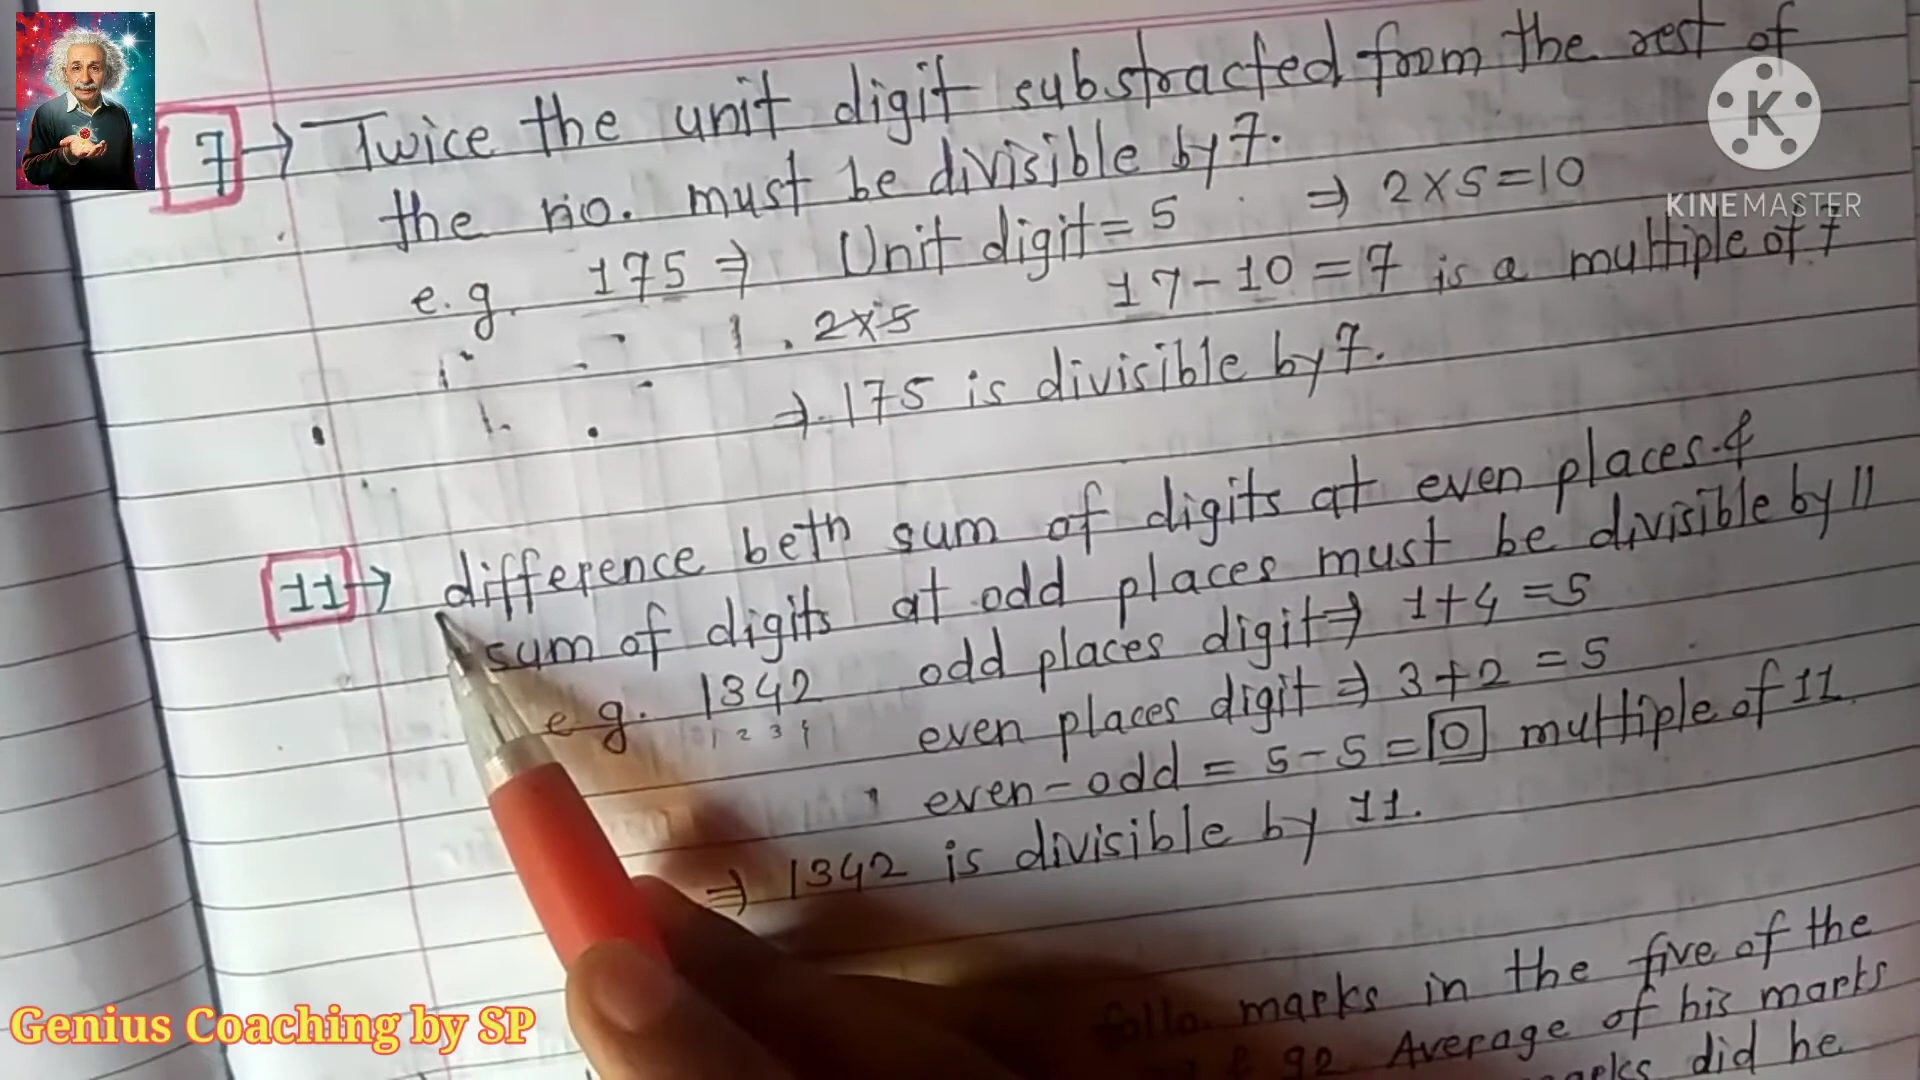 7 → Twice the unit digit substracted from the rest of
the no. must be divisible by 7.
e.g. 175 ⇒ Unit digit = 5 ⇒ 2×5=10
17-10=7 is a multiple of 7
2×5
⇒ 175 is divisible by 7.
11 → difference betn sum of digits at even places &
sum of digits at odd places must be divisible by 11
e.g. 1342 odd places digit ⇒ 1+4=5
1 2 3 4
even places digit ⇒ 3+2=5
even-odd = 5-5=0 multiple of 11
⇒ 1342 is divisible by 11.
marks in the five of the
92. Average of his marks
did he
KINEMASTER
Genius Coaching by SP